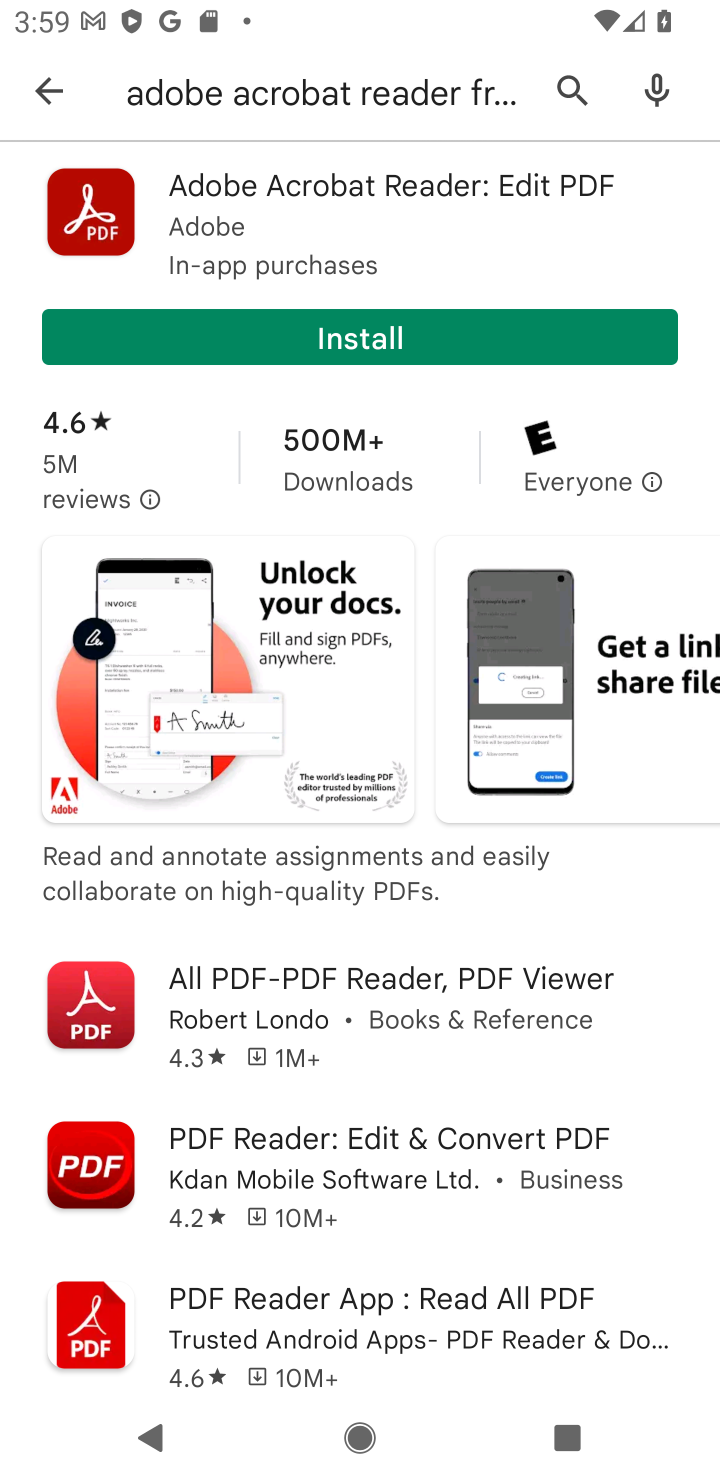 3:59
adobe acrobat reader fr...
Adobe Acrobat Reader: Edit PDF
Adobe
In-app purchases
Install
4.6★
5M
reviews
500M+
Downloads
E
Everyone
Unlock
your docs.
Fill and sign PDFs,
anywhere.
INVOICE
A Smith
The world's leading PDF
editor trusted by millions
of professionals
Adobe
Get a link
share file
Creating link...
Create link
Read and annotate assignments and easily
collaborate on high-quality PDFs.
PDF
All PDF-PDF Reader, PDF Viewer
Robert Londo • Books & Reference
4.3★ 1M+
PDF
PDF Reader: Edit & Convert PDF
Kdan Mobile Software Ltd. • Business
4.2★ 10M+
PDF
PDF Reader App : Read All PDF
Trusted Android Apps- PDF Reader & Do...
4.6★ 10M+
PDF